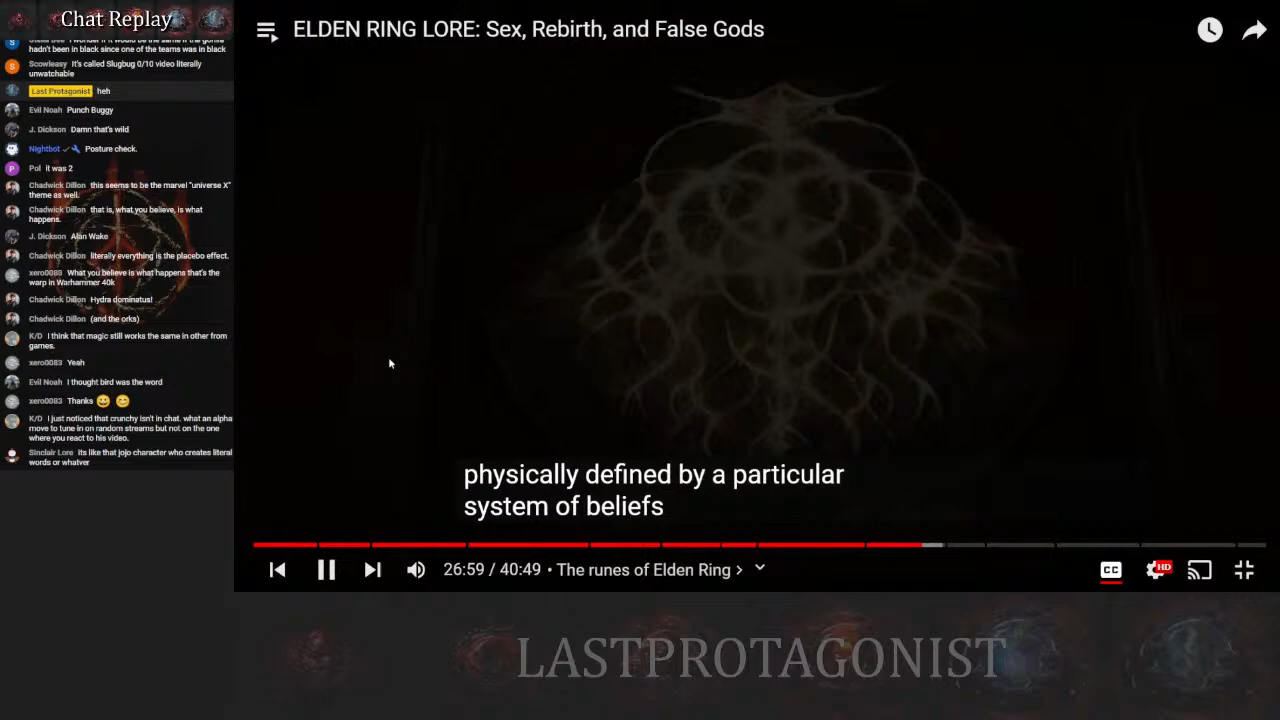 Chat Replay
hadn't been in black since one of the teams was in black
Scowleasy It's called Slugbug 0/10 video literally
unwatchable
Last Protagonist heh
Evil Noah Punch Buggy
J. Dickson Damn that's wild
Nightbot Posture check.
Pol it was 2
Chadwick Dillon this seems to be the marvel "universe X"
theme as well.
Chadwick Dillon that is, what you believe, is what
happens.
J. Dickson Alan Wake
Chadwick Dillon literally everything is the placebo effect.
xero0083 What you believe is what happens that's the
warp in Warhammer 40k
Chadwick Dillon Hydra dominatus!
Chadwick Dillon (and the orks)
K/D I think that magic still works the same in other from
games.
xero0083 Yeah
Evil Noah I thought bird was the word
xero0083 Thanks 😀 😊
K/D I just noticed that crunchy isn't in chat. what an alpha
move to tune in on random streams but not on the one
where you react to his video.
Sinclair Lore its like that jojo character who creates literal
words or whatver
ELDEN RING LORE: Sex, Rebirth, and False Gods
physically defined by a particular
system of beliefs
26:59 / 40:49 • The runes of Elden Ring >
CC
HD
LASTPROTAGONIST